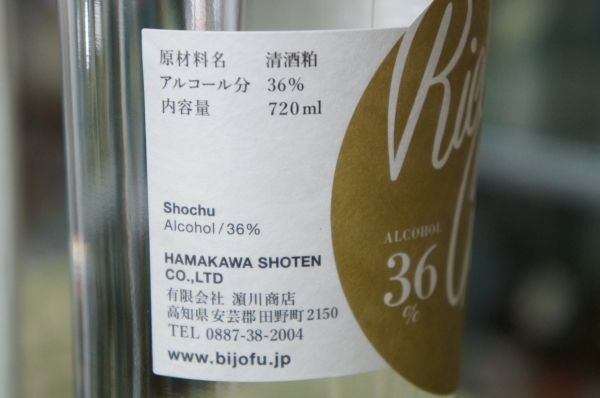 原材料名 清酒粕
アルコール分 36%
内容量 720ml
Shochu
Alcohol/36%
HAMAKAWA SHOTEN
CO.,LTD
有限会社 濵川商店
高知県安芸郡田野町2150
TEL 0887-38-2004
www.bijofu.jp
ALCOHOL
36
%